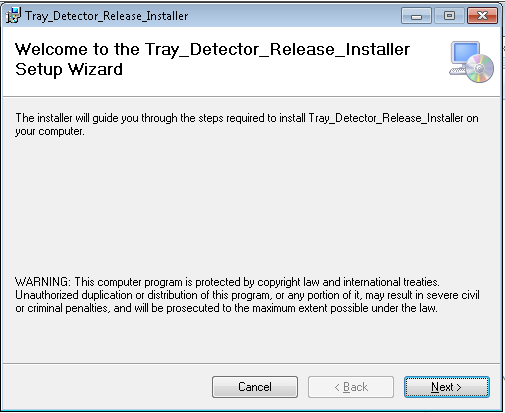 Tray_Detector_Release_Installer
Welcome to the Tray_Detector_Release_Installer
Setup Wizard
The installer will guide you through the steps required to install Tray_Detector_Release_Installer on
your computer.
WARNING: This computer program is protected by copyright law and international treaties.
Unauthorized duplication or distribution of this program, or any portion of it, may result in severe civil
or criminal penalties, and will be prosecuted to the maximum extent possible under the law.
Cancel < Back Next >